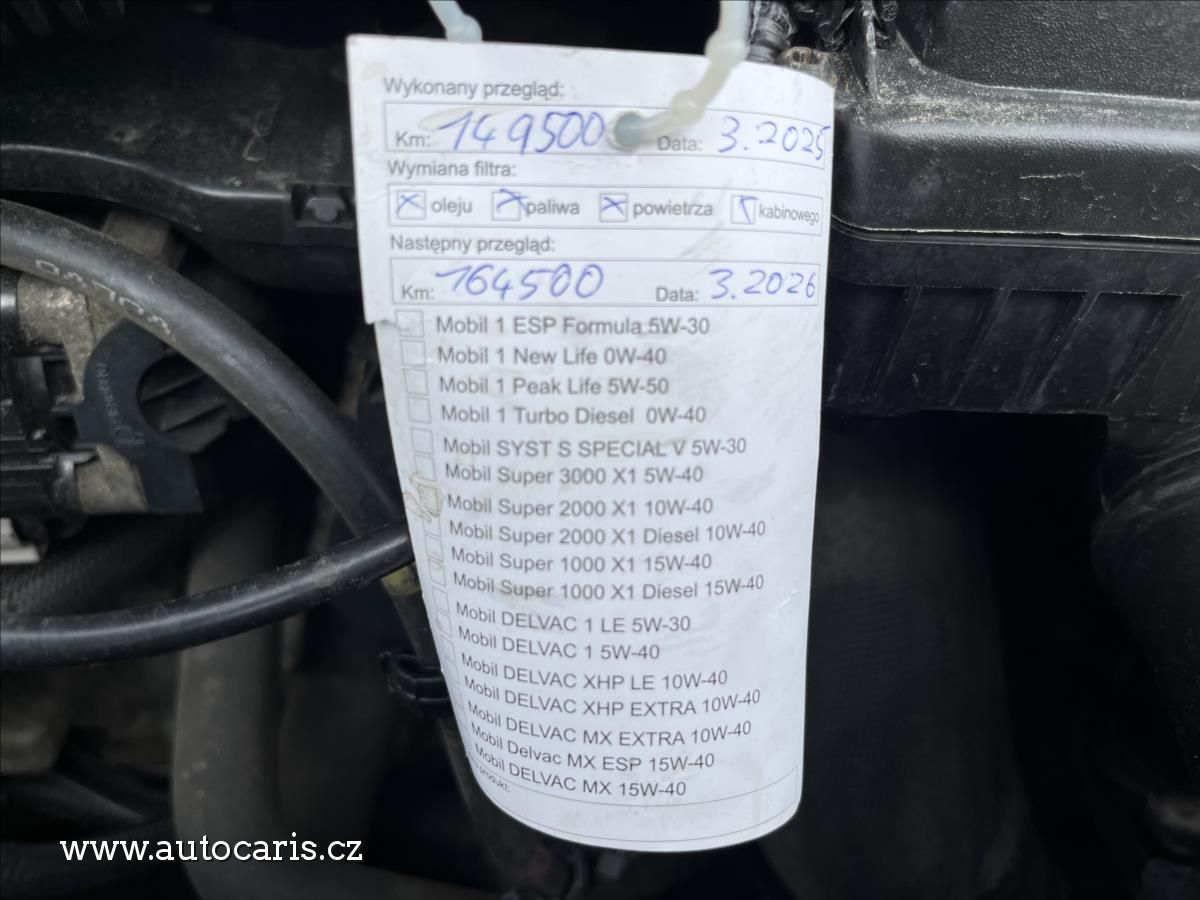 Wykonany przegląd:
Km: 149500 Data: 3.2025
Wymiana filtra:
oleju paliwa powietrza kabinowego
Następny przegląd:
Km: 164500 Data: 3.2026
Mobil 1 ESP Formula 5W-30
Mobil 1 New Life 0W-40
Mobil 1 Peak Life 5W-50
Mobil 1 Turbo Diesel 0W-40
Mobil SYST S SPECIAL V 5W-30
Mobil Super 3000 X1 5W-40
Mobil Super 2000 X1 10W-40
Mobil Super 2000 X1 Diesel 10W-40
Mobil Super 1000 X1 15W-40
Mobil Super 1000 X1 Diesel 15W-40
Mobil DELVAC 1 LE 5W-30
Mobil DELVAC 1 5W-40
Mobil DELVAC XHP LE 10W-40
Mobil DELVAC XHP EXTRA 10W-40
Mobil DELVAC MX EXTRA 10W-40
Mobil Delvac MX ESP 15W-40
Mobil DELVAC MX 15W-40
produkt:
www.autocaris.cz